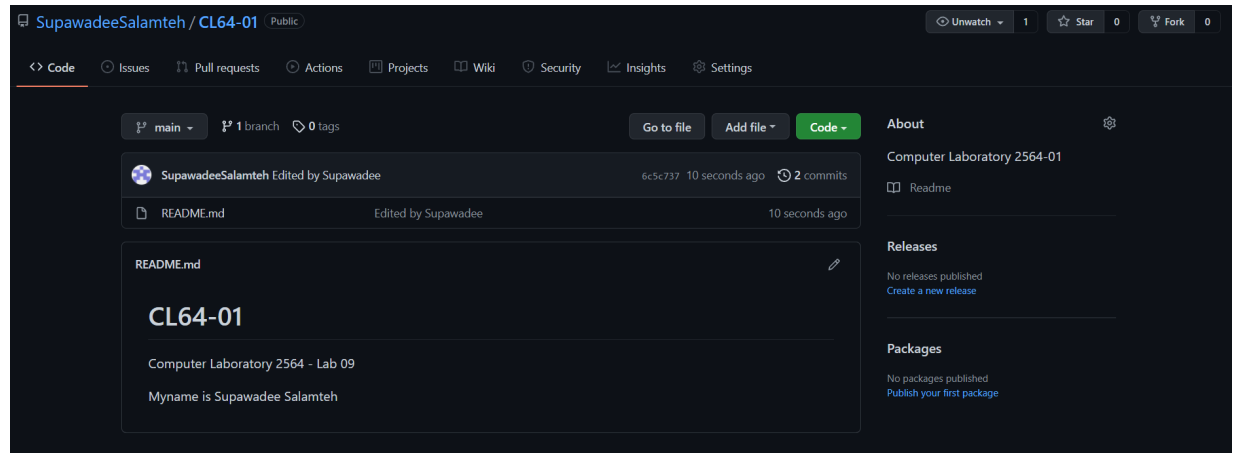 SupawadeeSalamteh / CL64-01 Public
Unwatch 1 Star 0 Fork 0
Code Issues Pull requests Actions Projects Wiki Security Insights Settings
main 1 branch 0 tags Go to file Add file Code
SupawadeeSalamteh Edited by Supawadee 6c5c737 10 seconds ago 2 commits
README.md Edited by Supawadee 10 seconds ago
README.md
CL64-01
Computer Laboratory 2564 - Lab 09
Myname is Supawadee Salamteh
About
Computer Laboratory 2564-01
Readme
Releases
No releases published
Create a new release
Packages
No packages published
Publish your first package